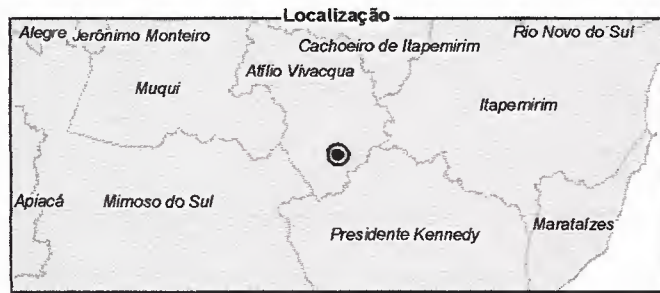 Localização
Alegre
Jerônimo Monteiro
Cachoeiro de Itapemirim
Rio Novo do Sul
Atílio Vivacqua
Muqui
Itapemirim
Apiacá
Mimoso do Sul
Presidente Kennedy
Marataízes